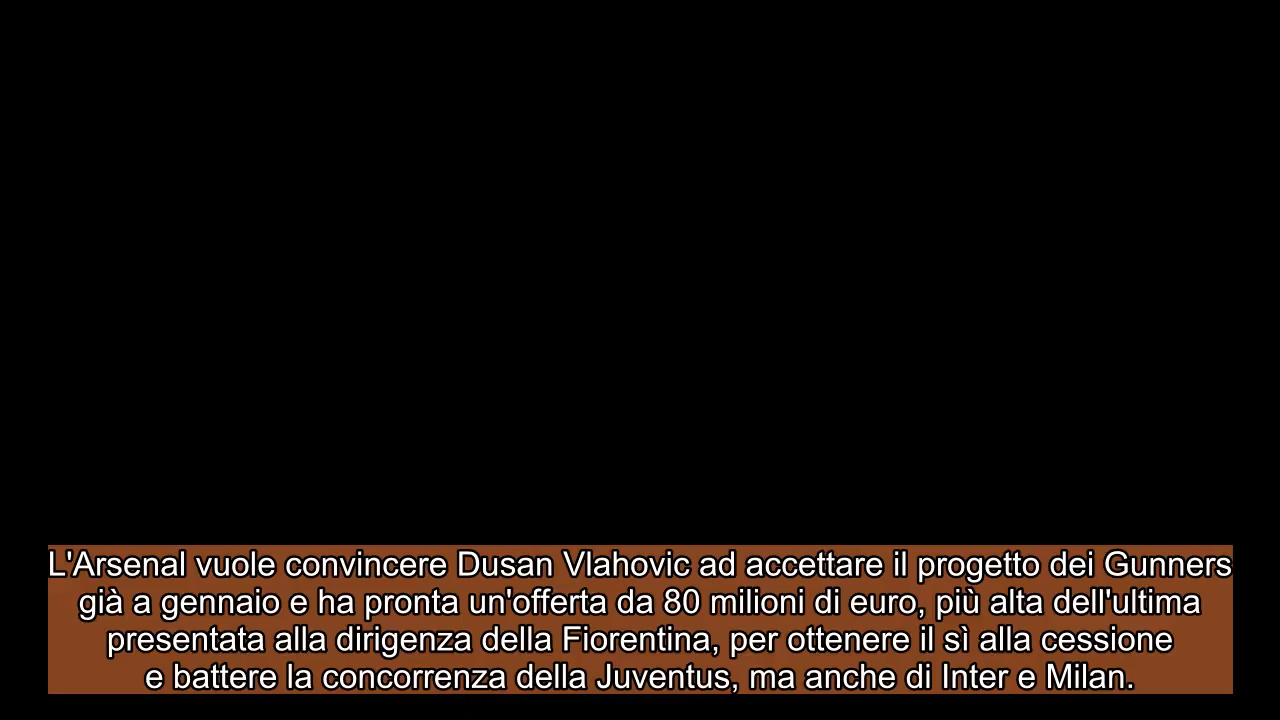 L'Arsenal vuole convincere Dusan Vlahovic ad accettare il progetto dei Gunners
già a gennaio e ha pronta un'offerta da 80 milioni di euro, più alta dell'ultima
presentata alla dirigenza della Fiorentina, per ottenere il sì alla cessione
e battere la concorrenza della Juventus, ma anche di Inter e Milan.